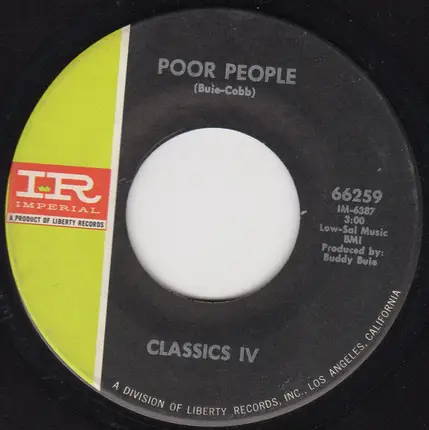 POOR PEOPLE
(Buie-Cobb)
IR
IMPERIAL
A PRODUCT OF LIBERTY RECORDS
66259
IM-6387
3:00
Low-Sal Music
BMI
Produced by:
Buddy Buie
CLASSICS IV
A DIVISION OF LIBERTY RECORDS, INC., LOS ANGELES, CALIFORNIA